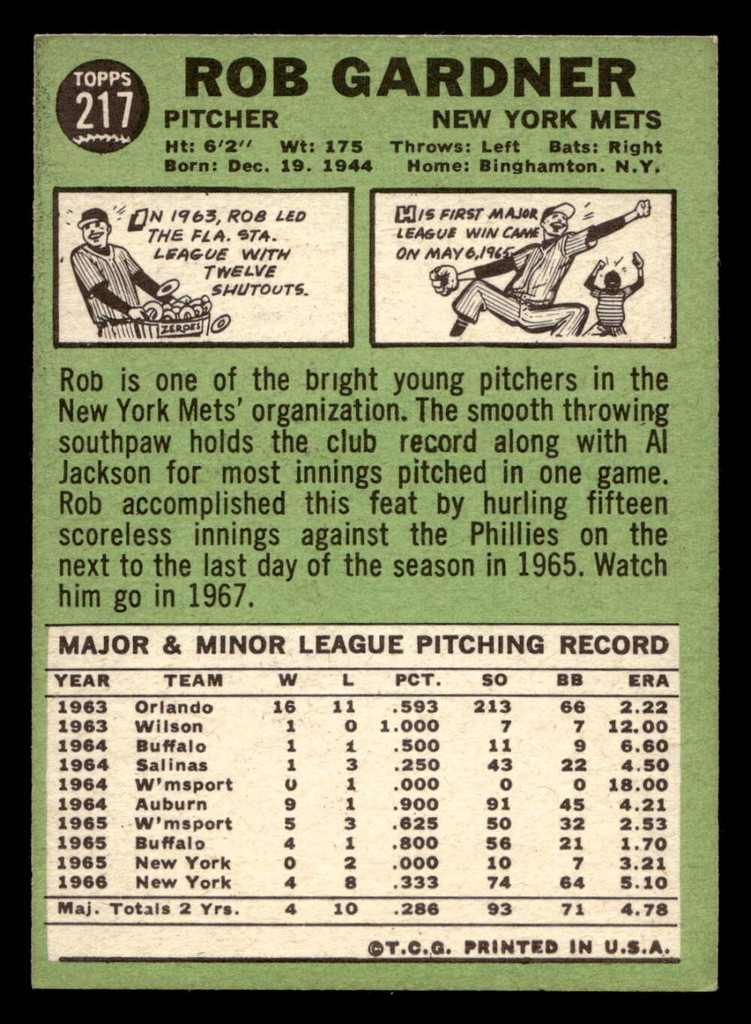 TOPPS
217
ROB GARDNER
PITCHER NEW YORK METS
Ht: 6'2" Wt: 175 Throws: Left Bats: Right
Born: Dec. 19. 1944 Home: Binghamton. N.Y.
IN 1963, ROB LED
THE FLA. STA.
LEAGUE WITH
TWELVE
SHUTOUTS.
ZEROES
HIS FIRST MAJOR
LEAGUE WIN CAME
ON MAY 6, 1965
Rob is one of the bright young pitchers in the
New York Mets' organization. The smooth throwing
southpaw holds the club record along with Al
Jackson for most innings pitched in one game.
Rob accomplished this feat by hurling fifteen
scoreless innings against the Phillies on the
next to the last day of the season in 1965. Watch
him go in 1967.
MAJOR & MINOR LEAGUE PITCHING RECORD
YEAR TEAM W L PCT. SO BB ERA
1963 Orlando 16 11 .593 213 66 2.22
1963 Wilson 1 0 1.000 7 7 12.00
1964 Buffalo 1 1 .500 11 9 6.60
1964 Salinas 1 3 .250 43 22 4.50
1964 W'msport 0 1 .000 0 0 18.00
1964 Auburn 9 1 .900 91 45 4.21
1965 W'msport 5 3 .625 50 32 2.53
1965 Buffalo 4 1 .800 56 21 1.70
1965 New York 0 2 .000 10 7 3.21
1966 New York 4 8 .333 74 64 5.10
Maj. Totals 2 Yrs. 4 10 .286 93 71 4.78
©T.C.G. PRINTED IN U.S.A.